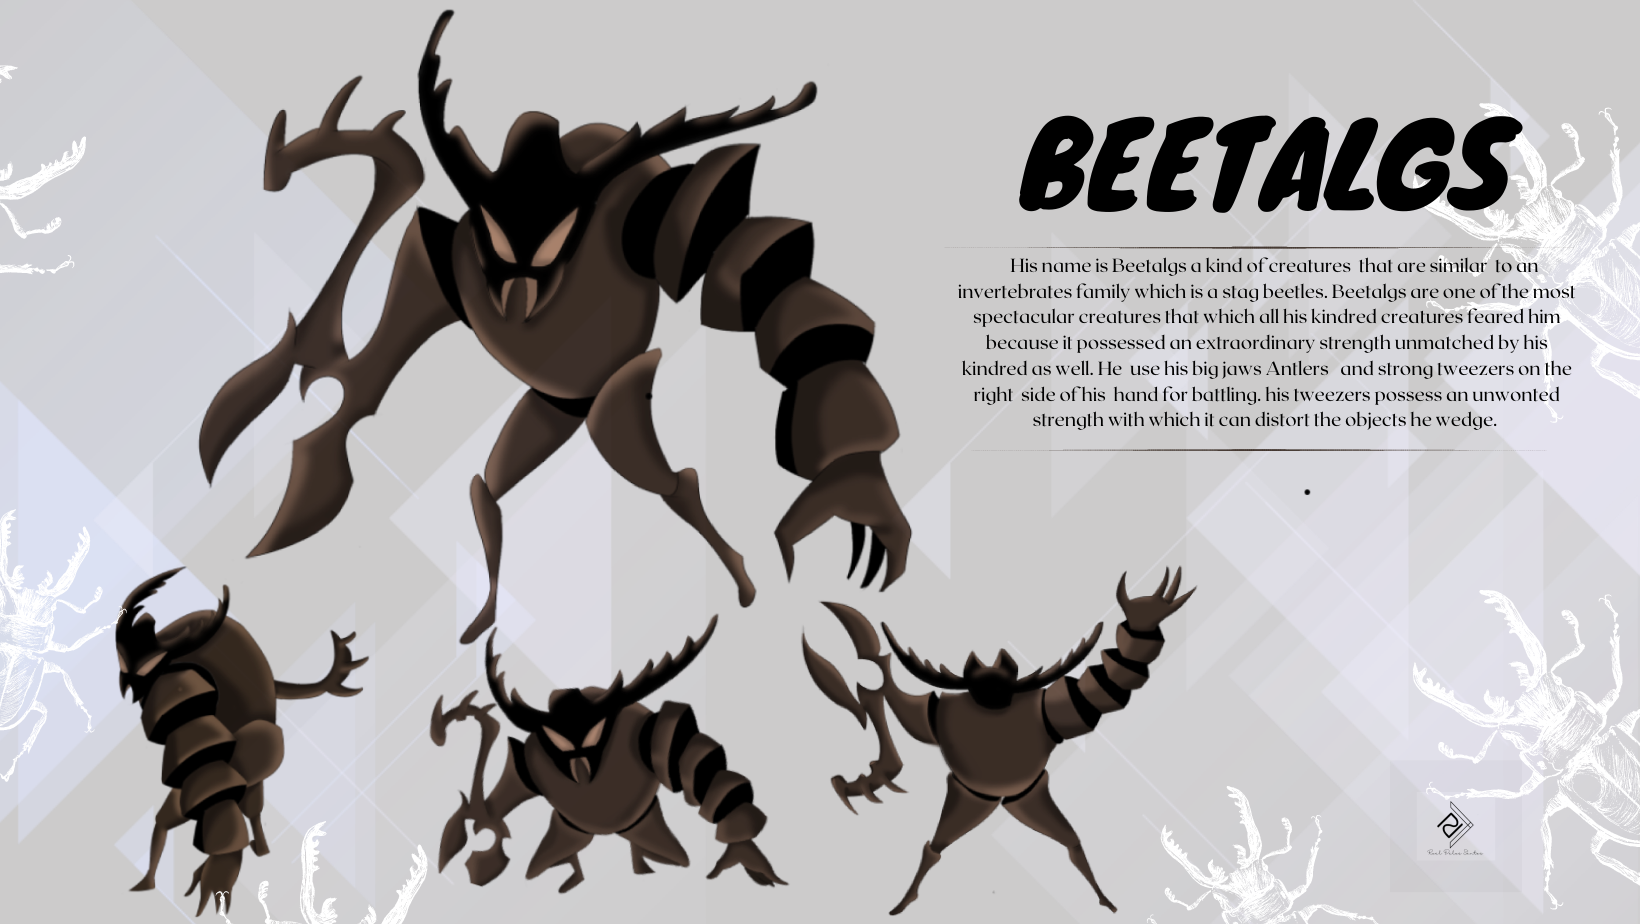 BEETALGS
His name is Beetalgs a kind of creatures that are similar to an
invertebrates family which is a stag beetles. Beetalgs are one of the most
spectacular creatures that which all his kindred creatures feared him
because it possessed an extraordinary strength unmatched by his
kindred as well. He use his big jaws Antlers and strong tweezers on the
right side of his hand for battling. his tweezers possess an unwonted
strength with which it can distort the objects he wedge.